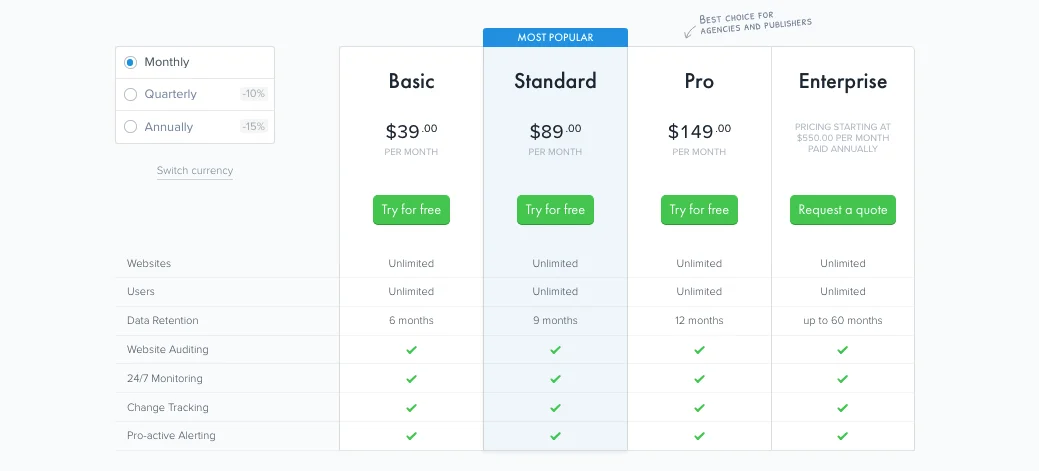 Best choice for
agencies and publishers
MOST POPULAR
Monthly
Quarterly -10%
Annually -15%
Switch currency
Basic Standard Pro Enterprise
$39.00 $89.00 $149.00
PER MONTH PER MONTH PER MONTH
PRICING STARTING AT
$550.00 PER MONTH
PAID ANNUALLY
Try for free Try for free Try for free Request a quote
Websites Unlimited Unlimited Unlimited Unlimited
Users Unlimited Unlimited Unlimited Unlimited
Data Retention 6 months 9 months 12 months up to 60 months
Website Auditing
24/7 Monitoring
Change Tracking
Pro-active Alerting